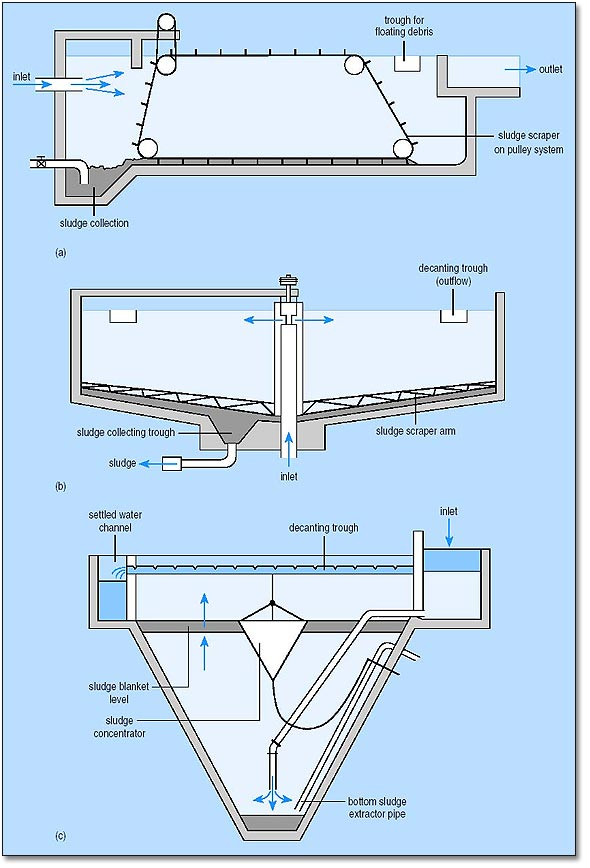 trough for
floating debris
inlet
outlet
sludge scraper
on pulley system
sludge collection
(a)
decanting trough
(outflow)
sludge collecting trough
sludge scraper arm
sludge
inlet
(b)
settled water
channel
decanting trough
inlet
sludge blanket
level
sludge
concentrator
bottom sludge
extractor pipe
(c)